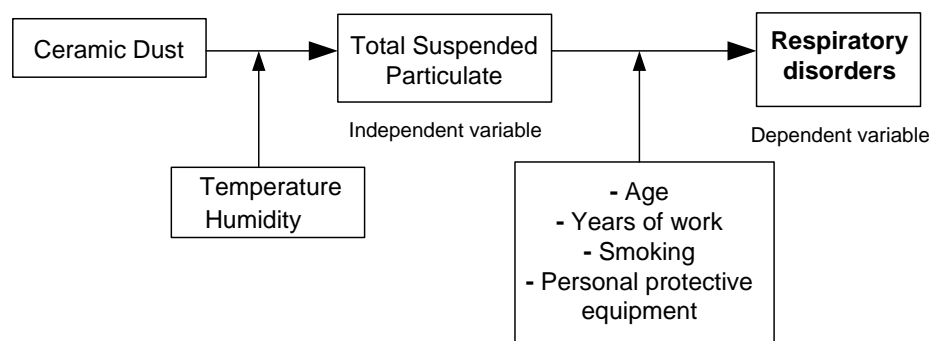 Ceramic Dust
Total Suspended
Particulate
Respiratory
disorders
Independent variable
Dependent variable
Temperature
Humidity
- Age
- Years of work
- Smoking
- Personal protective
equipment